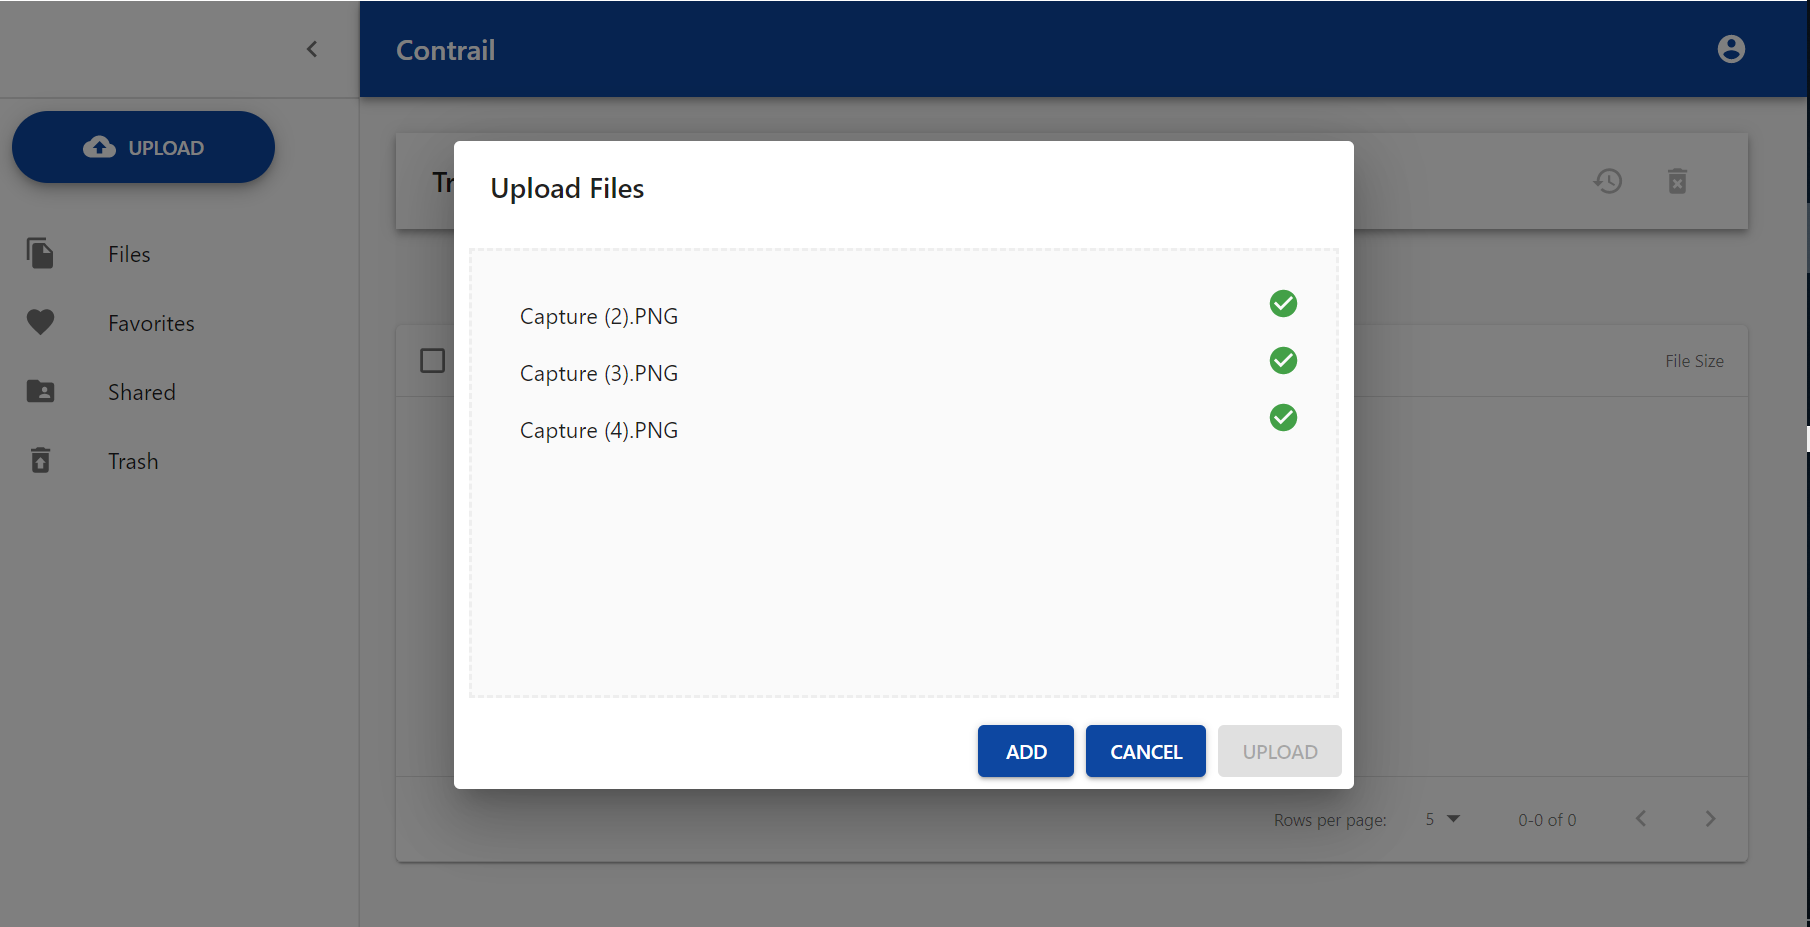 Contrail
UPLOAD
Files
Favorites
Shared
Trash
Upload Files
Capture (2).PNG
Capture (3).PNG
Capture (4).PNG
ADD CANCEL UPLOAD
File Size
Rows per page: 5 0-0 of 0